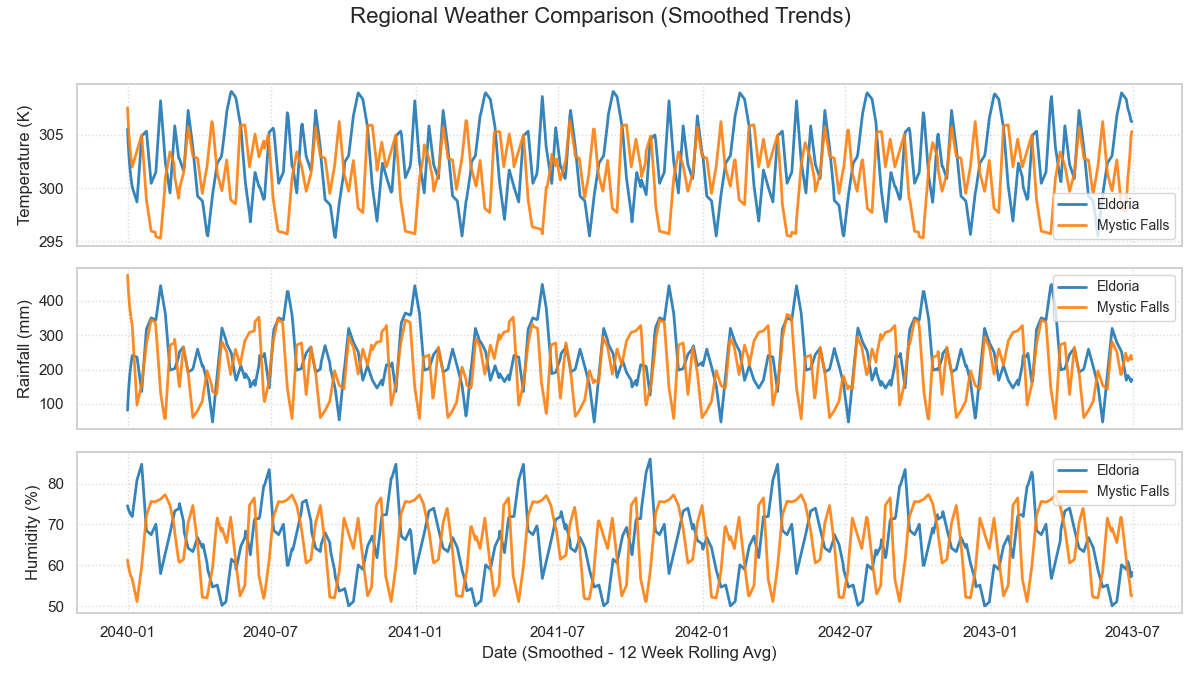 Regional Weather Comparison (Smoothed Trends)
Temperature (K)
305
300
295
Eldoria
Mystic Falls
Rainfall (mm)
400
300
200
100
Eldoria
Mystic Falls
Humidity (%)
80
70
60
50
Eldoria
Mystic Falls
2040-01 2040-07 2041-01 2041-07 2042-01 2042-07 2043-01 2043-07
Date (Smoothed - 12 Week Rolling Avg)